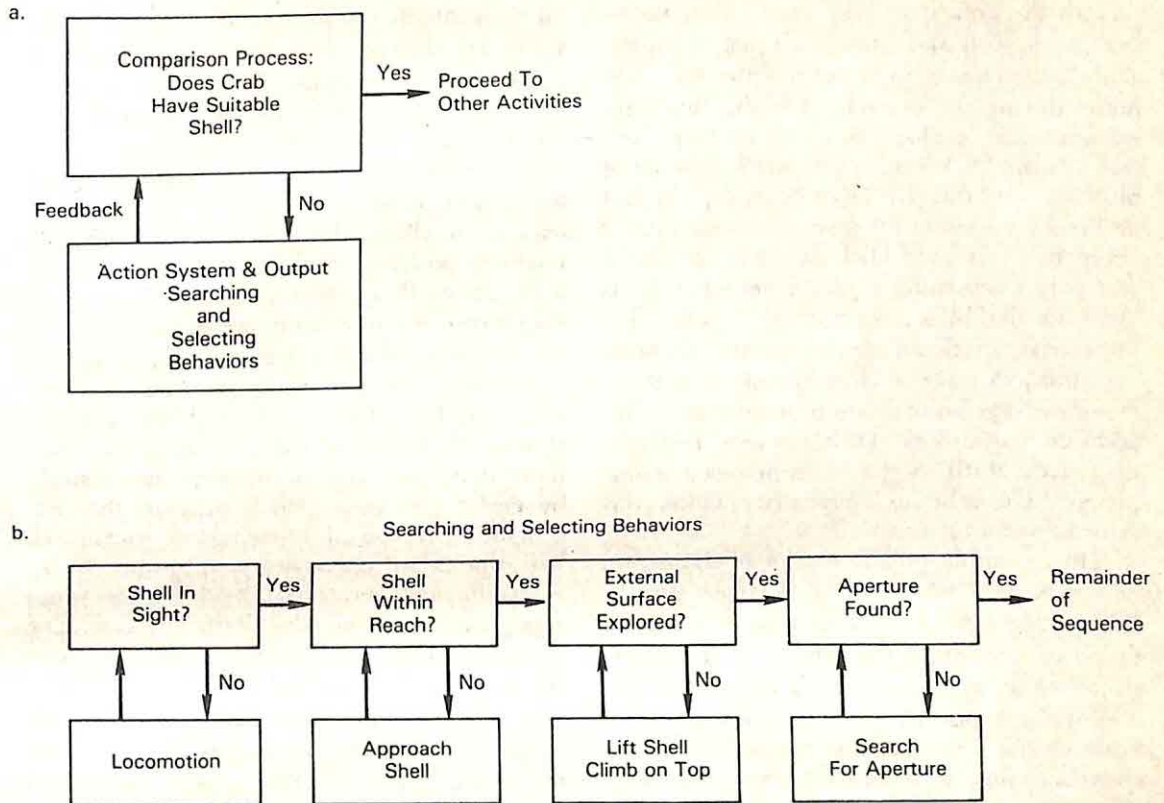 a.
Comparison Process:
Does Crab
Have Suitable
Shell?
Yes
Proceed To
Other Activities
Feedback
No
Action System & Output
Searching
and
Selecting
Behaviors
b.
Searching and Selecting Behaviors
Shell In
Sight?
Yes
Shell
Within
Reach?
Yes
External
Surface
Explored?
Yes
Aperture
Found?
Yes
Remainder
of
Sequence
No
No
No
No
Locomotion
Approach
Shell
Lift Shell
Climb on Top
Search
For Aperture